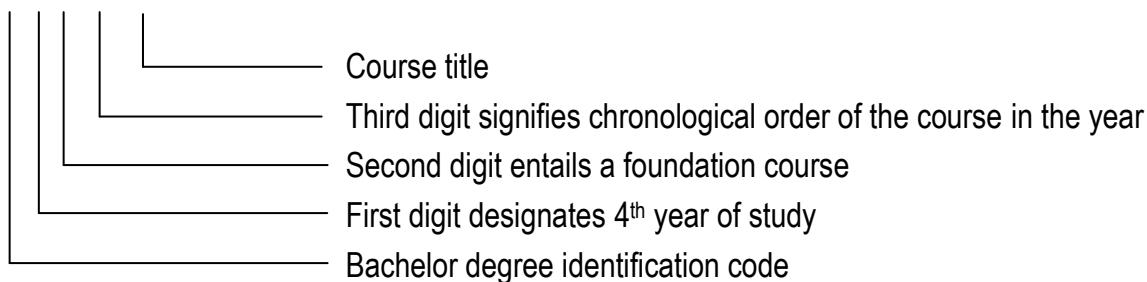 Course title
Third digit signifies chronological order of the course in the year
Second digit entails a foundation course
First digit designates 4th year of study
Bachelor degree identification code